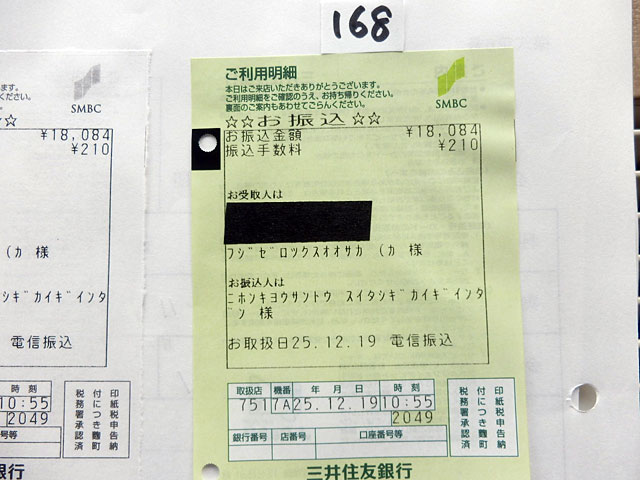 168
ます。
ださい。
ださい。
SMBC
☆
¥18,084
¥210
(カ 様
シギカイギインタ
電信振込
時 刻
10:55
2049
号等
印紙税申告納
付につき麹町
税務署承認済
銀行
ご利用明細
本日はご来店いただきありがとうございます。
ご利用明細をご確認のうえ、お持ち帰りください。
裏面のご案内もあわせてごらんください。
SMBC
☆☆お振込☆☆
お振込金額 ¥18,084
振込手数料 ¥210
お受取人は
フジゼロックスオオサカ (カ 様
お振込人は
ニホンキヨウサントウ スイタシギカイギインタ
ン 様
お取扱日25.12.19 電信振込
取扱店 機番 年 月 日 時 刻
751 7A 25.12.19 10:55
2049
銀行番号 店番号 口座番号等
印紙税申告納
付につき麹町
税務署承認済
三井住友銀行